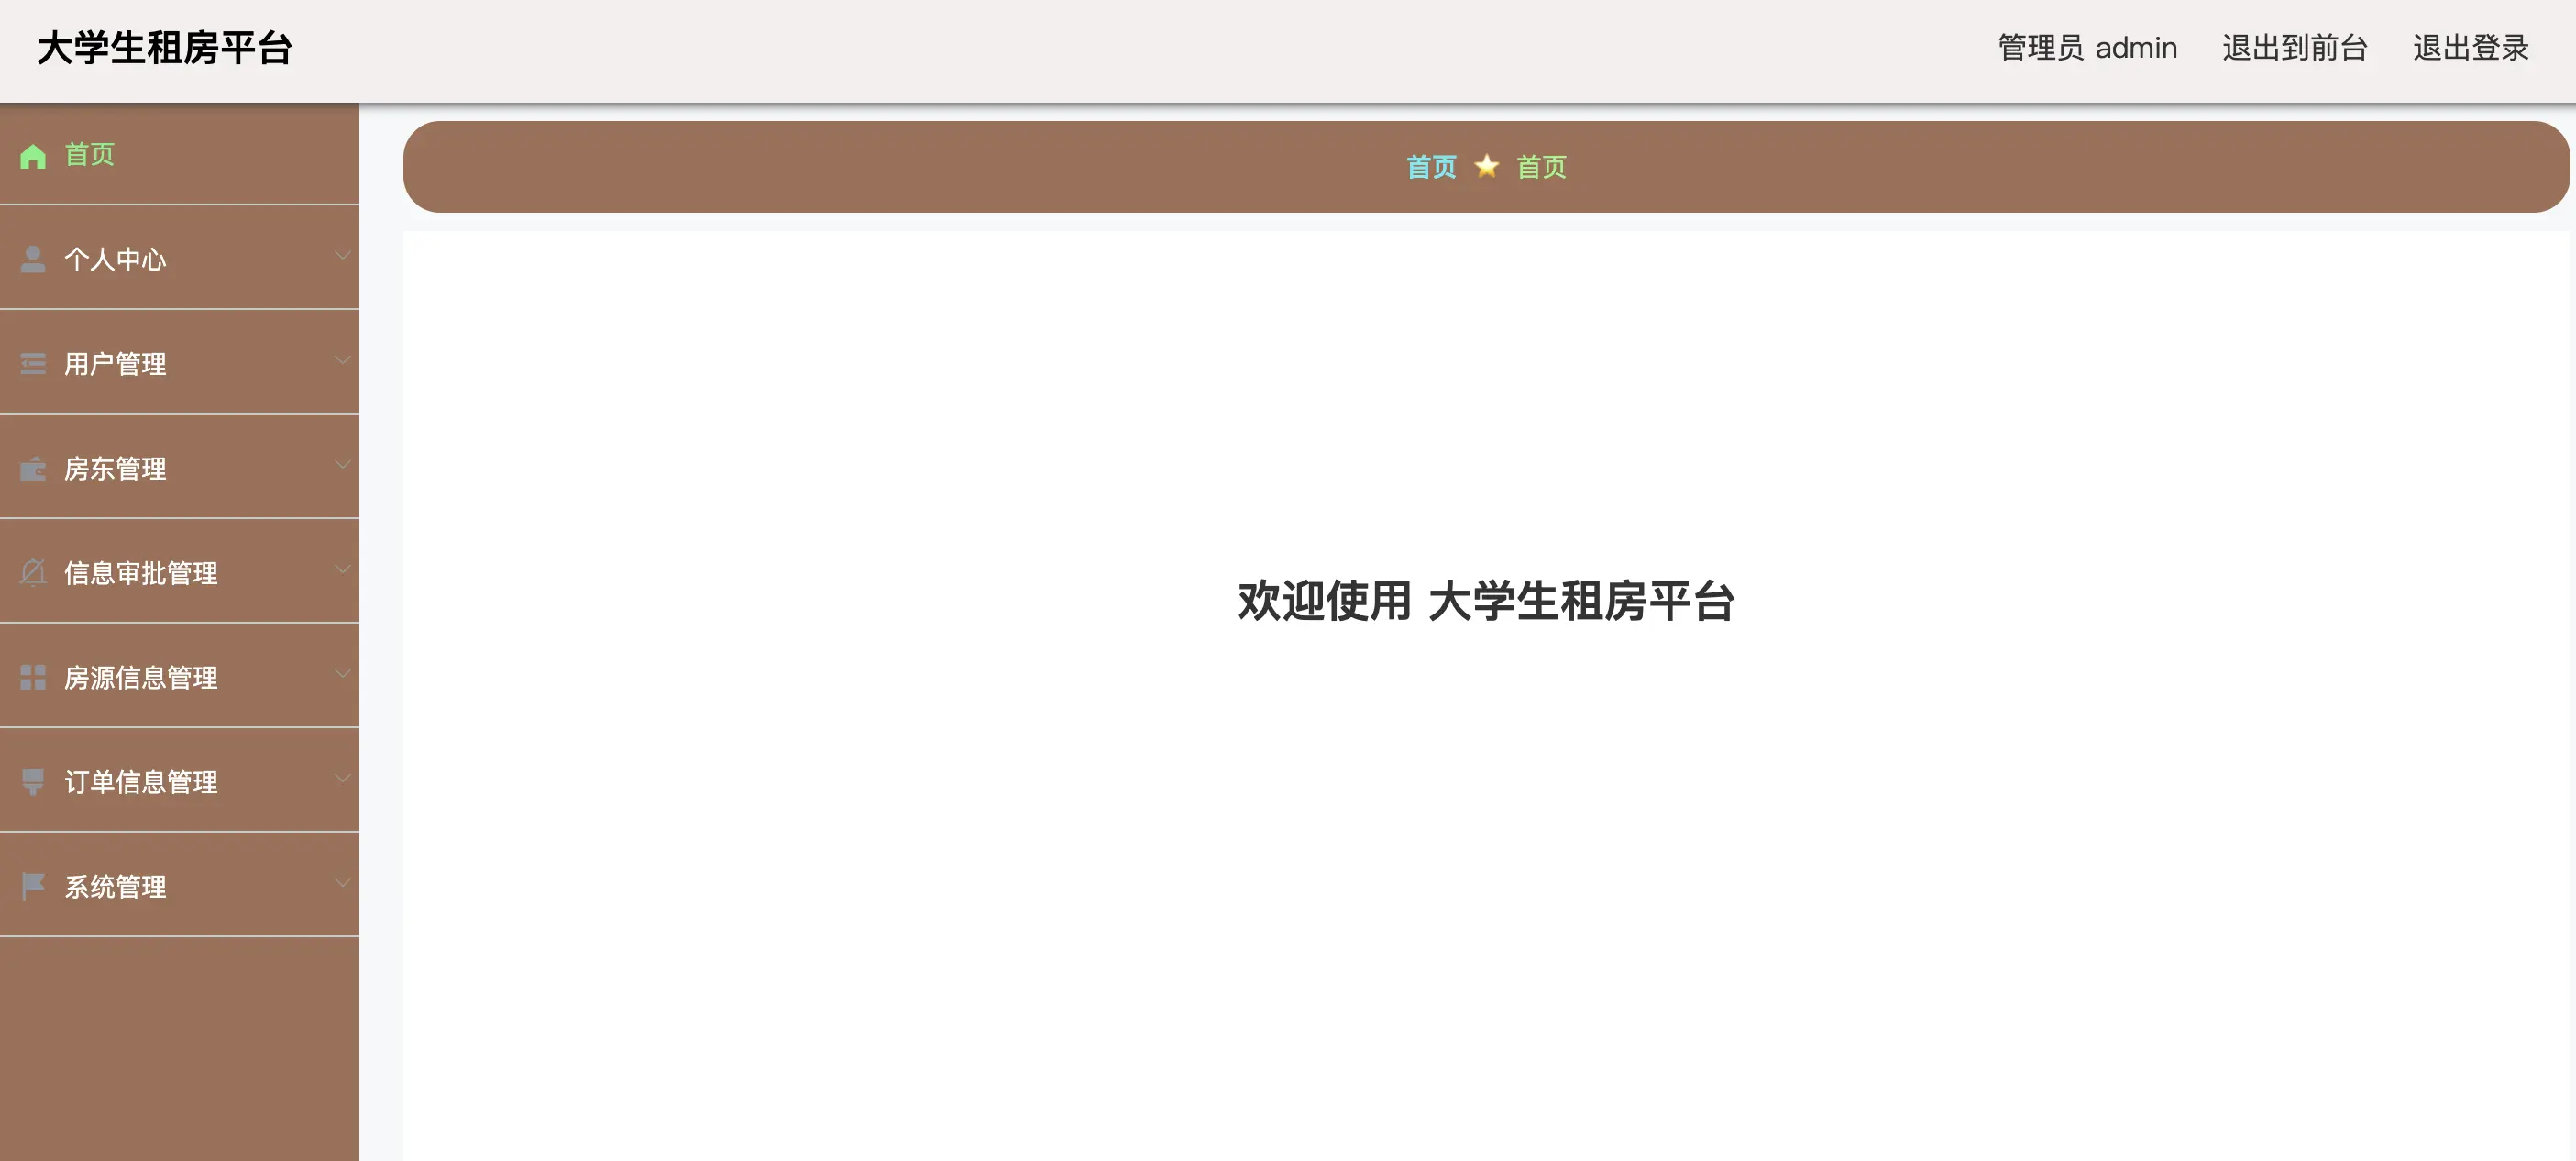 大学生租房平台
管理员 admin 退出到前台 退出登录
首页
个人中心
用户管理
房东管理
信息审批管理
房源信息管理
订单信息管理
系统管理
首页 ⭐ 首页
欢迎使用 大学生租房平台